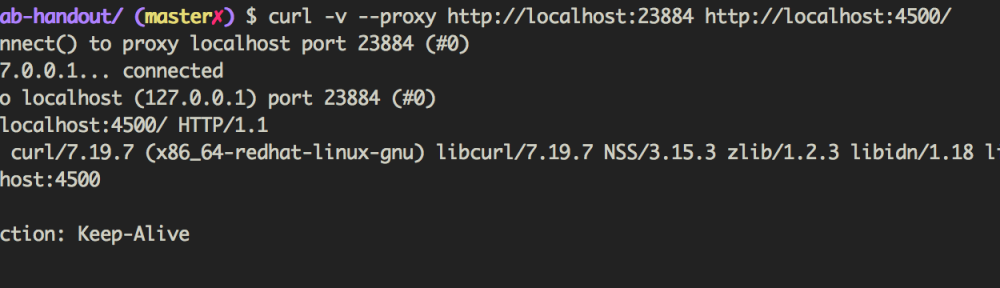 ab-handout/ (master✗) $ curl -v --proxy http://localhost:23884 http://localhost:4500/
nnect() to proxy localhost port 23884 (#0)
7.0.0.1... connected
o localhost (127.0.0.1) port 23884 (#0)
localhost:4500/ HTTP/1.1
curl/7.19.7 (x86_64-redhat-linux-gnu) libcurl/7.19.7 NSS/3.15.3 zlib/1.2.3 libidn/1.18 li
host:4500
ction: Keep-Alive